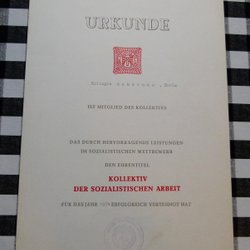 URKUNDE
IST MITGLIED DES KOLLEKTIVS
DAS DURCH HERVORRAGENDE LEISTUNGEN
IM SOZIALISTISCHEN WETTBEWERB
DEN EHRENTITEL
KOLLEKTIV
DER SOZIALISTISCHEN ARBEIT
FÜR DAS JAHR 1974 ERFOLGREICH VERTEIDIGT HAT